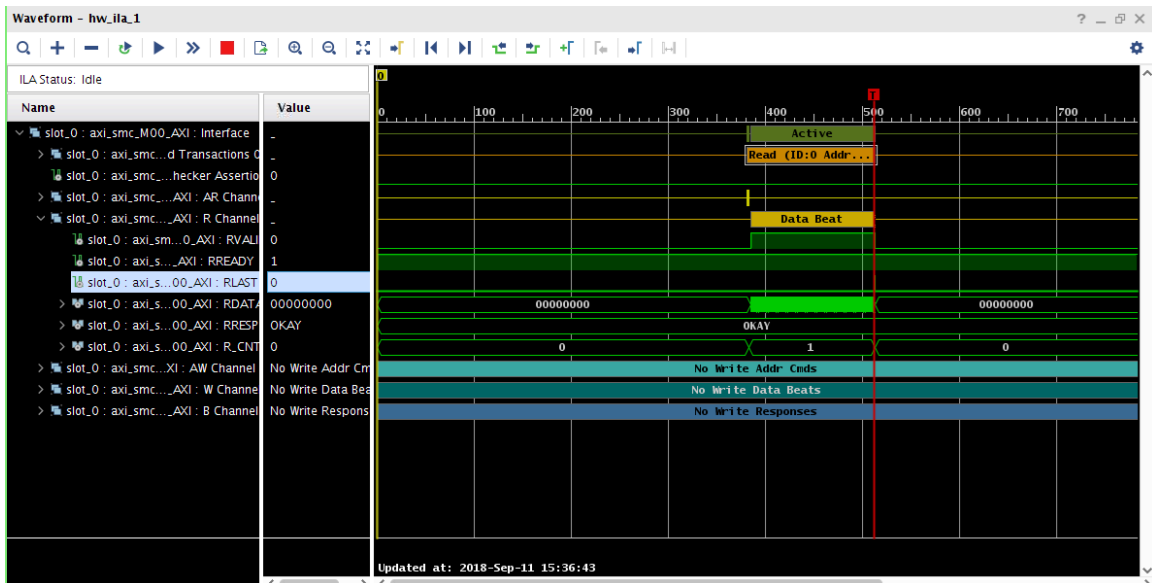 Waveform - hw_ila_1
ILA Status: Idle
Name Value
0
T
0 100 200 300 400 500 600 700
slot_0 : axi_smc_M00_AXI : Interface _ Active
slot_0 : axi_smc...d Transactions 0 _ Read (ID:0 Addr...
slot_0 : axi_smc_...hecker Assertio 0
slot_0 : axi_smc_...AXI : AR Chann _
slot_0 : axi_smc..._AXI : R Channel _ Data Beat
slot_0 : axi_sm...0_AXI : RVALI 0
slot_0 : axi_s..._AXI : RREADY 1
slot_0 : axi_s...00_AXI : RLAST 0
slot_0 : axi_s...00_AXI : RDATA 00000000 00000000 00000000
slot_0 : axi_s...00_AXI : RRESP OKAY OKAY
slot_0 : axi_s...00_AXI : R_CNT 0 0 1 0
slot_0 : axi_smc...XI : AW Channel No Write Addr Cm No Write Addr Cmds
slot_0 : axi_smc..._AXI : W Channe No Write Data Bea No Write Data Beats
slot_0 : axi_smc..._AXI : B Channel No Write Respons No Write Responses
Updated at: 2018-Sep-11 15:36:43